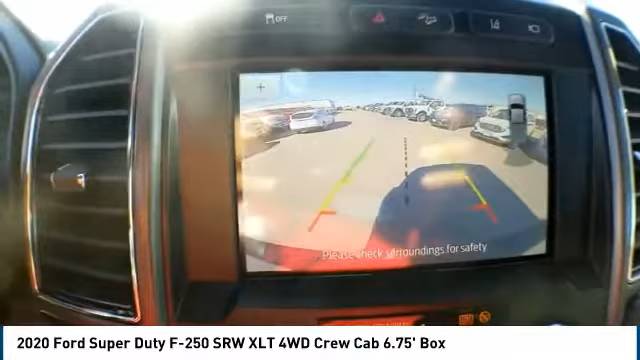 OFF
Please check surroundings for safety
2020 Ford Super Duty F-250 SRW XLT 4WD Crew Cab 6.75' Box